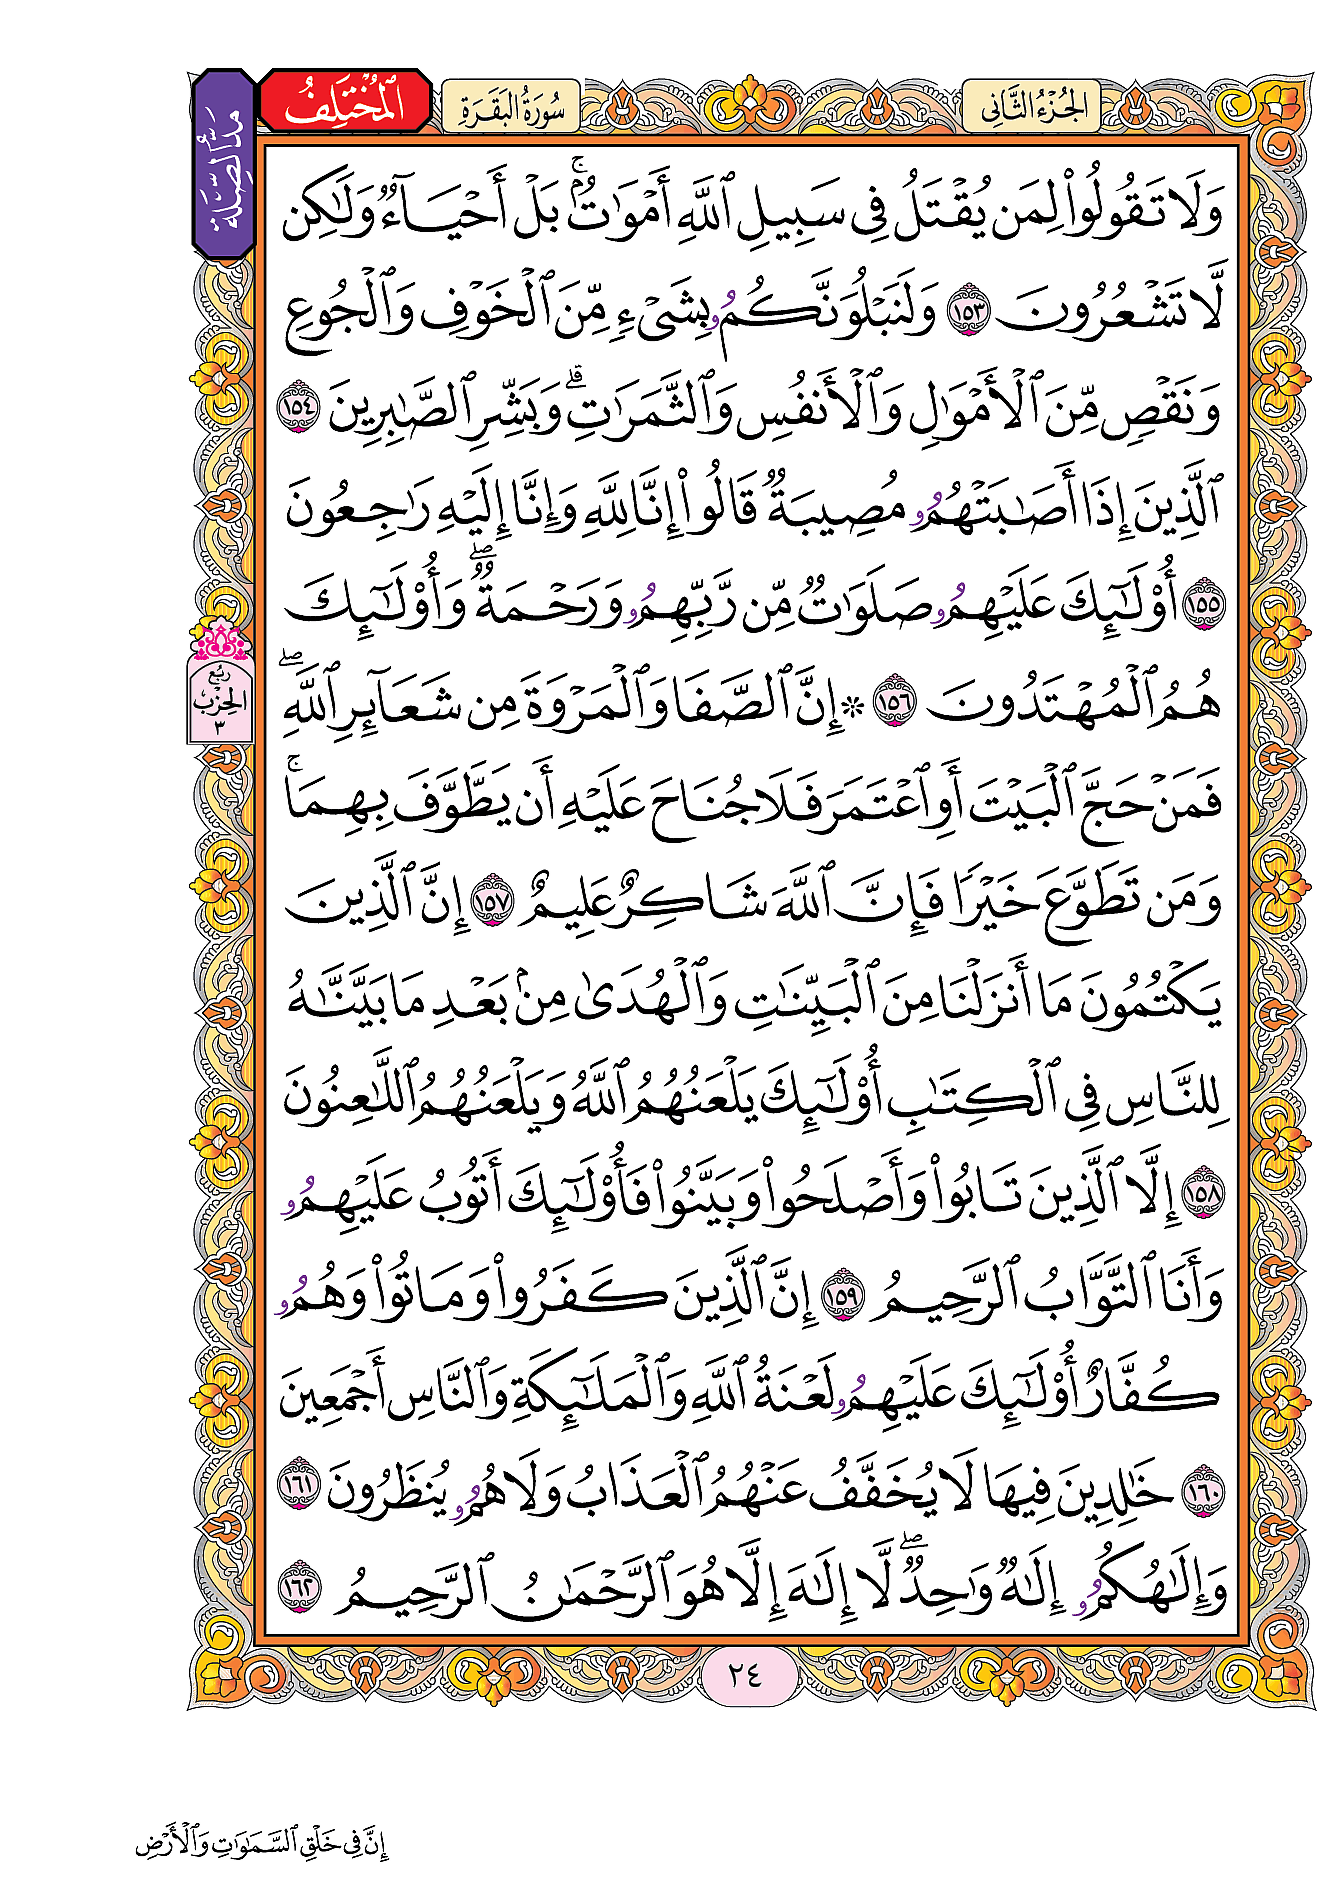 الجُزْءُ الثَّانِى
سُورَةُ البَقَرَةِ
المُخْتَلِفُ
مَدُّ الصِّلَة
وَلَا تَقُولُوا۟ لِمَن يُقْتَلُ فِى سَبِيلِ ٱللَّهِ أَمْوَٰتٌۢ ۚ بَلْ أَحْيَآءٌ وَلَٰكِن
لَّا تَشْعُرُونَ ١٥٣ وَلَنَبْلُوَنَّكُمُۥ بِشَىْءٍ مِّنَ ٱلْخَوْفِ وَٱلْجُوعِ
وَنَقْصٍ مِّنَ ٱلْأَمْوَٰلِ وَٱلْأَنفُسِ وَٱلثَّمَرَٰتِ ۗ وَبَشِّرِ ٱلصَّٰبِرِينَ ١٥٤
ٱلَّذِينَ إِذَا أَصَٰبَتْهُمُۥ مُصِيبَةٌ قَالُوا۟ إِنَّا لِلَّهِ وَإِنَّا إِلَيْهِ رَٰجِعُونَ
١٥٥ أُو۟لَٰٓئِكَ عَلَيْهِمُۥ صَلَوَٰتٌ مِّن رَّبِّهِمُۥ وَرَحْمَةٌ ۖ وَأُو۟لَٰٓئِكَ
هُمُ ٱلْمُهْتَدُونَ ١٥٦ ۞ إِنَّ ٱلصَّفَا وَٱلْمَرْوَةَ مِن شَعَآئِرِ ٱللَّهِ ۖ
فَمَنْ حَجَّ ٱلْبَيْتَ أَوِ ٱعْتَمَرَ فَلَا جُنَاحَ عَلَيْهِ أَن يَطَّوَّفَ بِهِمَا ۚ
وَمَن تَطَوَّعَ خَيْرًا فَإِنَّ ٱللَّهَ شَاكِرٌ عَلِيمٌ ١٥٧ إِنَّ ٱلَّذِينَ
يَكْتُمُونَ مَا أَنزَلْنَا مِنَ ٱلْبَيِّنَٰتِ وَٱلْهُدَىٰ مِنۢ بَعْدِ مَا بَيَّنَّٰهُ
لِلنَّاسِ فِى ٱلْكِتَٰبِ أُو۟لَٰٓئِكَ يَلْعَنُهُمُ ٱللَّهُ وَيَلْعَنُهُمُ ٱللَّٰعِنُونَ
١٥٨ إِلَّا ٱلَّذِينَ تَابُوا۟ وَأَصْلَحُوا۟ وَبَيَّنُوا۟ فَأُو۟لَٰٓئِكَ أَتُوبُ عَلَيْهِمُۥ
وَأَنَا ٱلتَّوَّابُ ٱلرَّحِيمُ ١٥٩ إِنَّ ٱلَّذِينَ كَفَرُوا۟ وَمَاتُوا۟ وَهُمُۥ
كُفَّارٌ أُو۟لَٰٓئِكَ عَلَيْهِمُۥ لَعْنَةُ ٱللَّهِ وَٱلْمَلَٰٓئِكَةِ وَٱلنَّاسِ أَجْمَعِينَ
١٦٠ خَٰلِدِينَ فِيهَا لَا يُخَفَّفُ عَنْهُمُ ٱلْعَذَابُ وَلَا هُمُۥ يُنظَرُونَ ١٦١
وَإِلَٰهُكُمُۥ إِلَٰهٌ وَٰحِدٌ ۖ لَّا إِلَٰهَ إِلَّا هُوَ ٱلرَّحْمَٰنُ ٱلرَّحِيمُ ١٦٢
رُبُع
الحِزْبِ
٣
٢٤
إِنَّ فِى خَلْقِ ٱلسَّمَٰوَٰتِ وَٱلْأَرْضِ